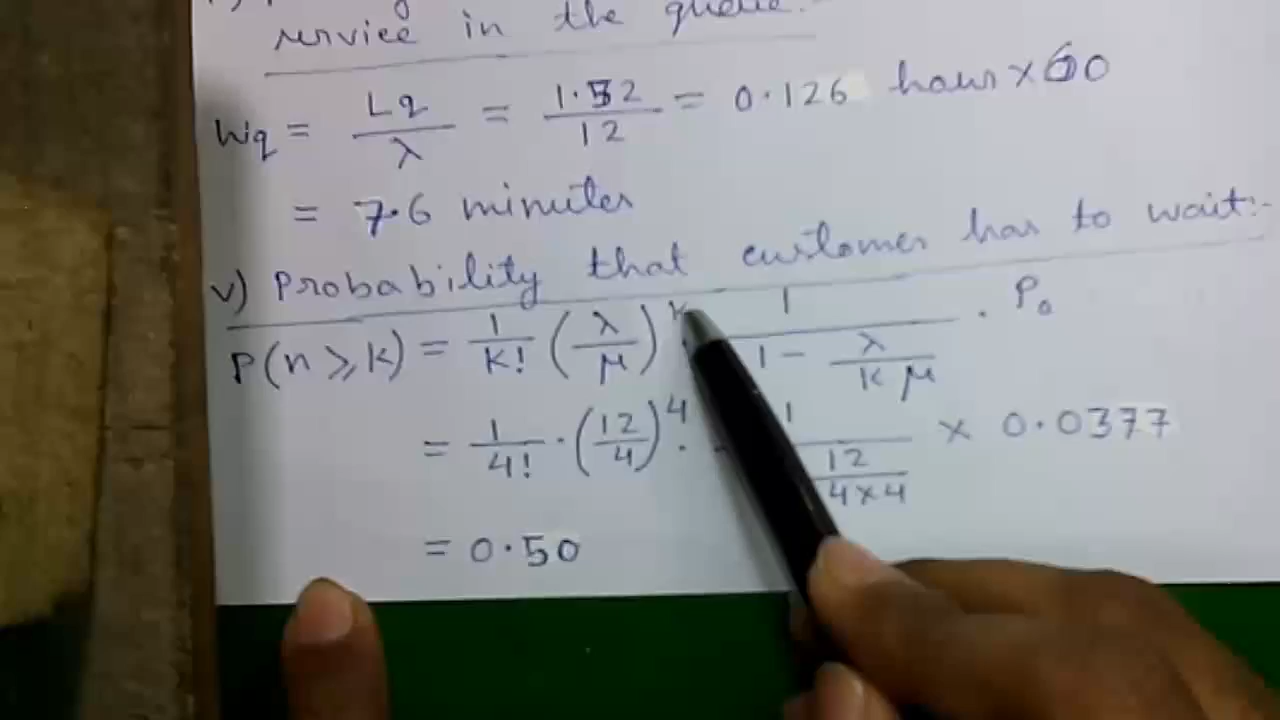 service in the queue:-
Wq = Lq/λ = 1.52/12 = 0.126 hour × 60
= 7.6 minutes
v) Probability that customer has to wait:-
P(n ≥ k) = 1/k! (λ/μ)^k . 1/(1 - λ/kμ) . P₀
= 1/4! . (12/4)^4 . 1/ 12/4×4 × 0.0377
= 0.50